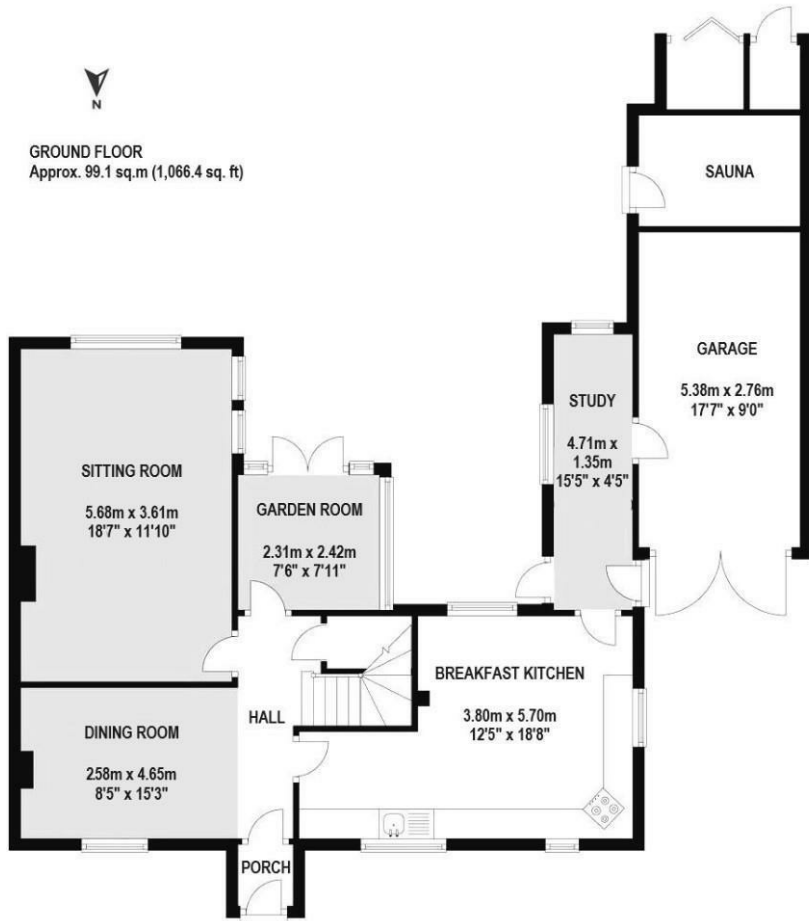 N
GROUND FLOOR
Approx. 99.1 sq.m (1,066.4 sq. ft)
SAUNA
GARAGE
5.38m x 2.76m
17'7" x 9'0"
STUDY
4.71m x
1.35m
15'5" x 4'5"
SITTING ROOM
5.68m x 3.61m
18'7" x 11'10"
GARDEN ROOM
2.31m x 2.42m
7'6" x 7'11"
BREAKFAST KITCHEN
3.80m x 5.70m
12'5" x 18'8"
HALL
DINING ROOM
2.58m x 4.65m
8'5" x 15'3"
PORCH